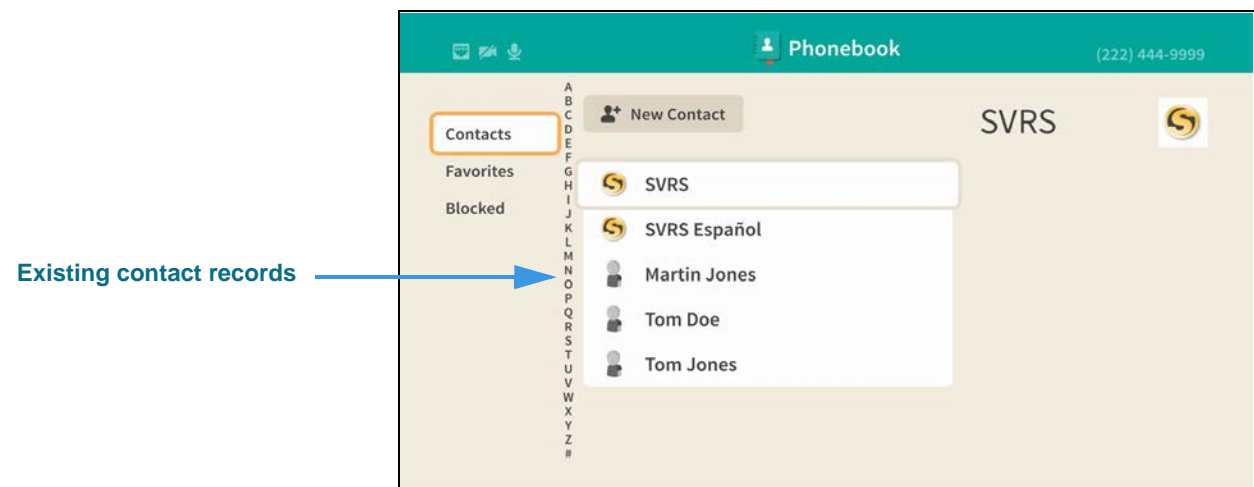 Phonebook
(222) 444-9999
Contacts
Favorites
Blocked
Existing contact records
A
B
C
D
E
F
G
H
I
J
K
L
M
N
O
P
Q
R
S
T
U
V
W
X
Y
Z
#
New Contact
SVRS
SVRS Español
Martin Jones
Tom Doe
Tom Jones
SVRS